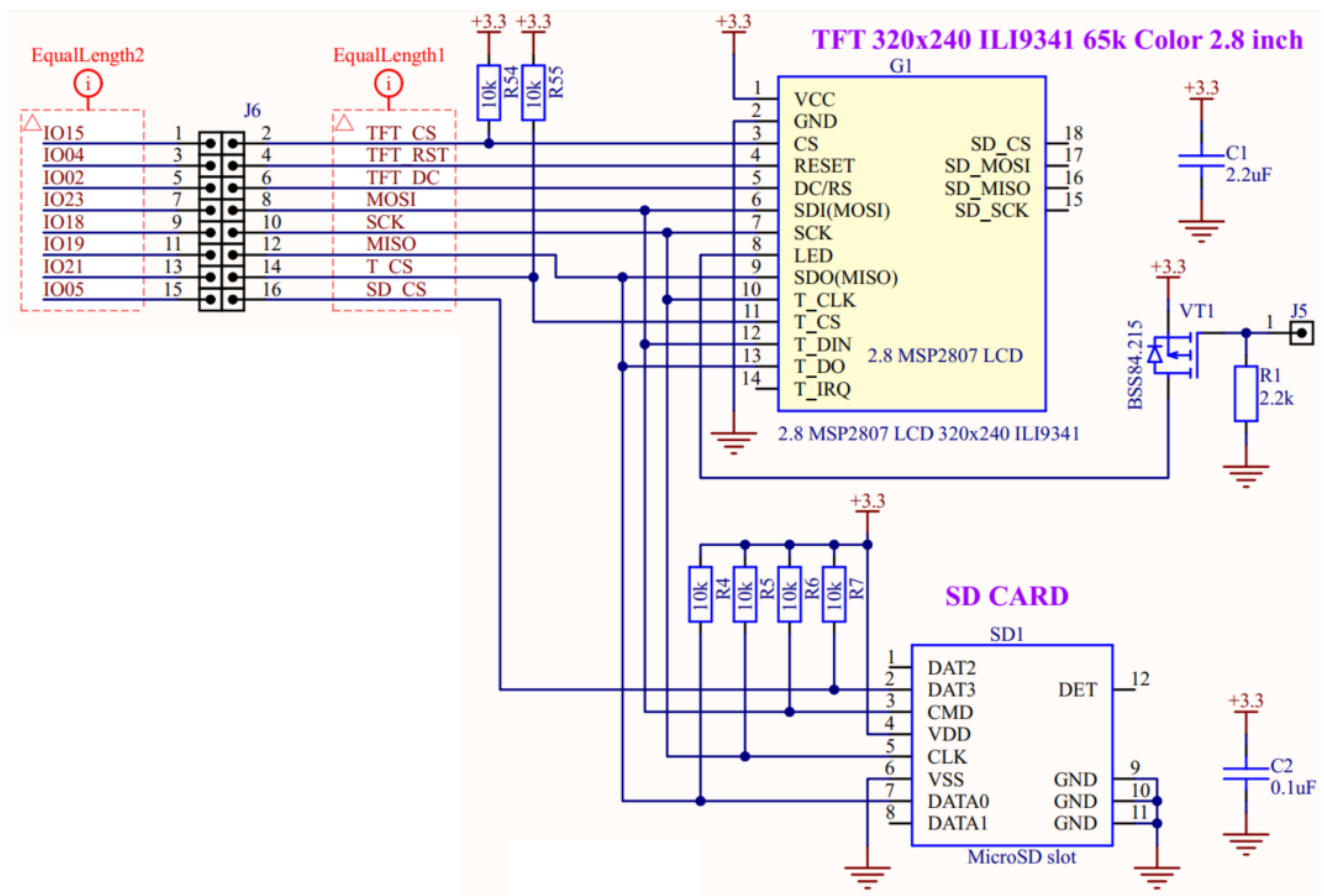 +3.3 +3.3 +3.3
TFT 320x240 ILI9341 65k Color 2.8 inch
EqualLength2 EqualLength1
i i
10k R54 10k R55
G1
J6
IO15 1 2 TFT_CS
IO04 3 4 TFT_RST
IO02 5 6 TFT_DC
IO23 7 8 MOSI
IO18 9 10 SCK
IO19 11 12 MISO
IO21 13 14 T_CS
IO05 15 16 SD_CS
1 VCC
2 GND
3 CS SD_CS 18
4 RESET SD_MOSI 17
5 DC/RS SD_MISO 16
6 SDI(MOSI) SD_SCK 15
7 SCK
8 LED
9 SDO(MISO)
10 T_CLK
11 T_CS
12 T_DIN
13 T_DO 2.8 MSP2807 LCD
14 T_IRQ
2.8 MSP2807 LCD 320x240 ILI9341
+3.3
C1
2.2uF
+3.3
VT1
BSS84.215
1 J5
R1
2.2k
+3.3
10k R4 10k R5 10k R6 10k R7
SD CARD
SD1
1 DAT2
2 DAT3 DET 12
3 CMD
4 VDD
5 CLK
6 VSS GND 9
7 DATA0 GND 10
8 DATA1 GND 11
MicroSD slot
+3.3
C2
0.1uF